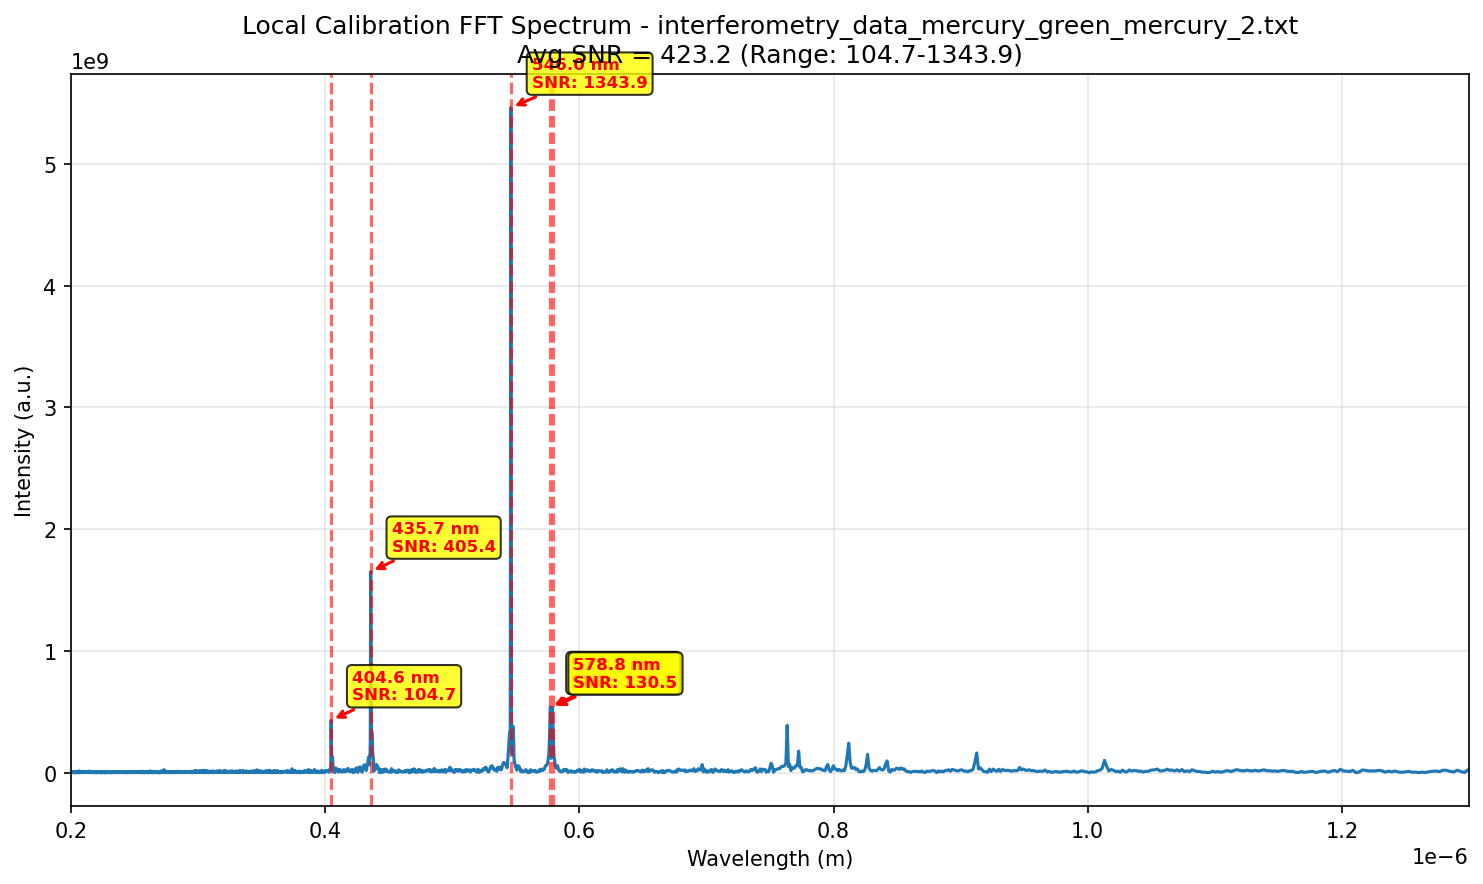 Local Calibration FFT Spectrum - interferometry_data_mercury_green_mercury_2.txt
Avg SNR = 423.2 (Range: 104.7-1343.9)
1e9
546.0 nm
SNR: 1343.9
5
4
3
2
1
0
Intensity (a.u.)
435.7 nm
SNR: 405.4
404.6 nm
SNR: 104.7
578.8 nm
SNR: 130.5
0.2
0.4
0.6
0.8
1.0
1.2
1e−6
Wavelength (m)